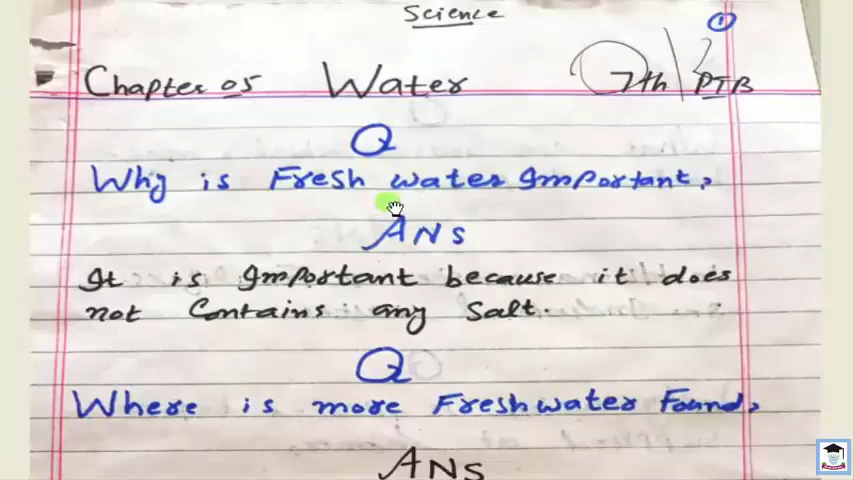 Science
1
Chapter 05 Water 7th PTB
Q
Why is Fresh water Important,
ANS
It is Important because it does
not Contains any Salt.
Q
Where is more Freshwater Found,
ANS